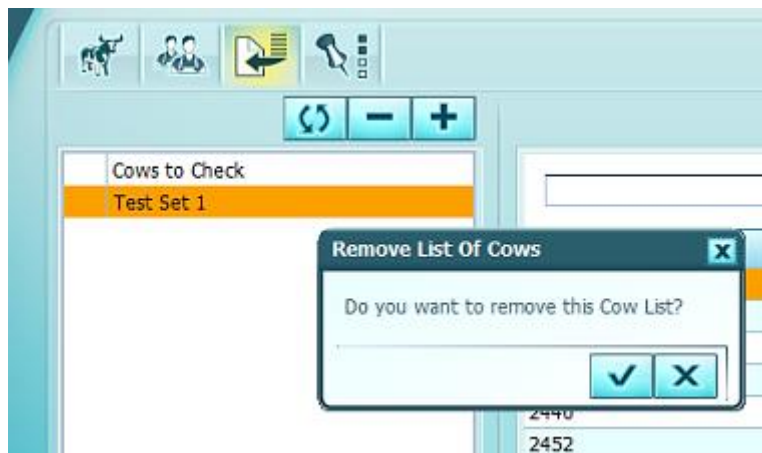 Cows to Check
Test Set 1
Remove List Of Cows
Do you want to remove this Cow List?
2440
2452